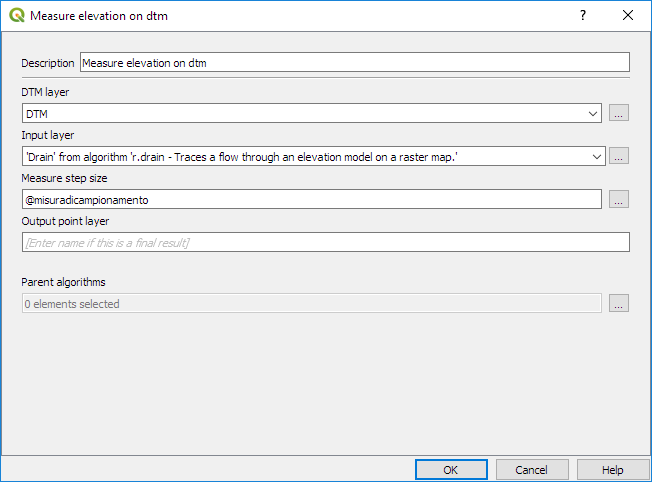 Measure elevation on dtm
?
Description Measure elevation on dtm
DTM layer
DTM
...
Input layer
'Drain' from algorithm 'r.drain - Traces a flow through an elevation model on a raster map.'
...
Measure step size
@misuradicampionamento
...
Output point layer
[Enter name if this is a final result]
Parent algorithms
0 elements selected
...
OK Cancel Help